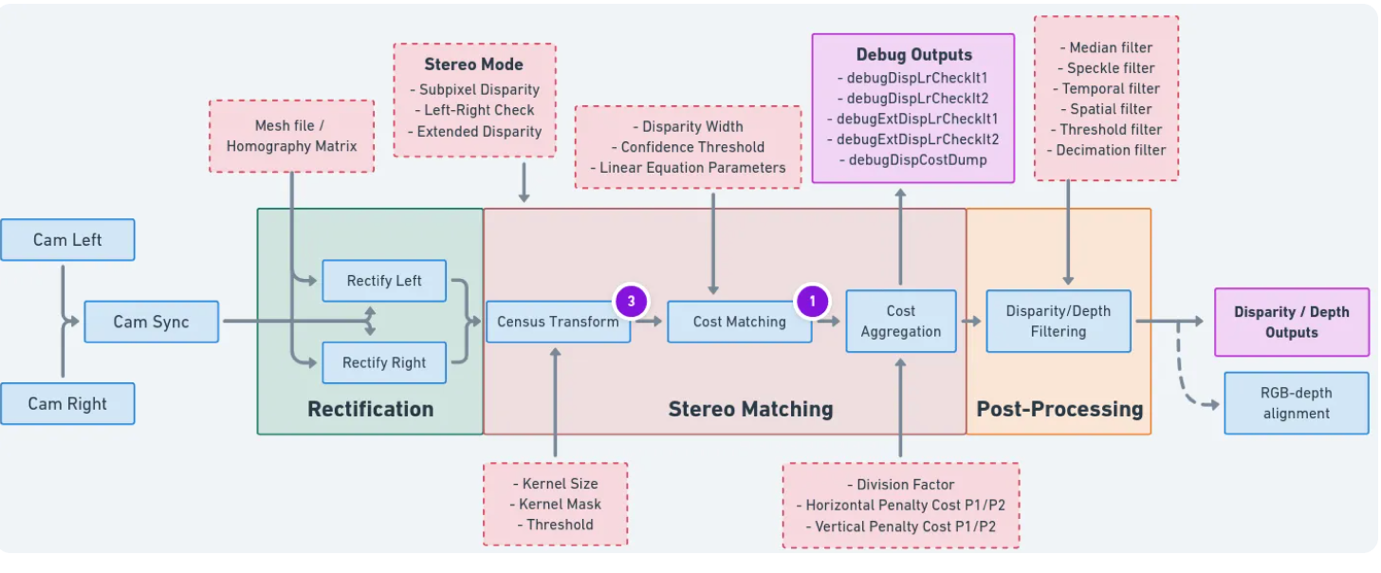 Mesh file /
Homography Matrix
Stereo Mode
- Subpixel Disparity
- Left-Right Check
- Extended Disparity
- Disparity Width
- Confidence Threshold
- Linear Equation Parameters
Debug Outputs
- debugDispLrCheckIt1
- debugDispLrCheckIt2
- debugExtDispLrCheckIt1
- debugExtDispLrCheckIt2
- debugDispCostDump
- Median filter
- Speckle filter
- Temporal filter
- Spatial filter
- Threshold filter
- Decimation filter
Cam Left
Cam Sync
Cam Right
Rectify Left
Rectify Right
Rectification
Census Transform
3
Cost Matching
1
Cost
Aggregation
Stereo Matching
Disparity/Depth
Filtering
Post-Processing
Disparity / Depth
Outputs
RGB-depth
alignment
- Kernel Size
- Kernel Mask
- Threshold
- Division Factor
- Horizontal Penalty Cost P1/P2
- Vertical Penalty Cost P1/P2